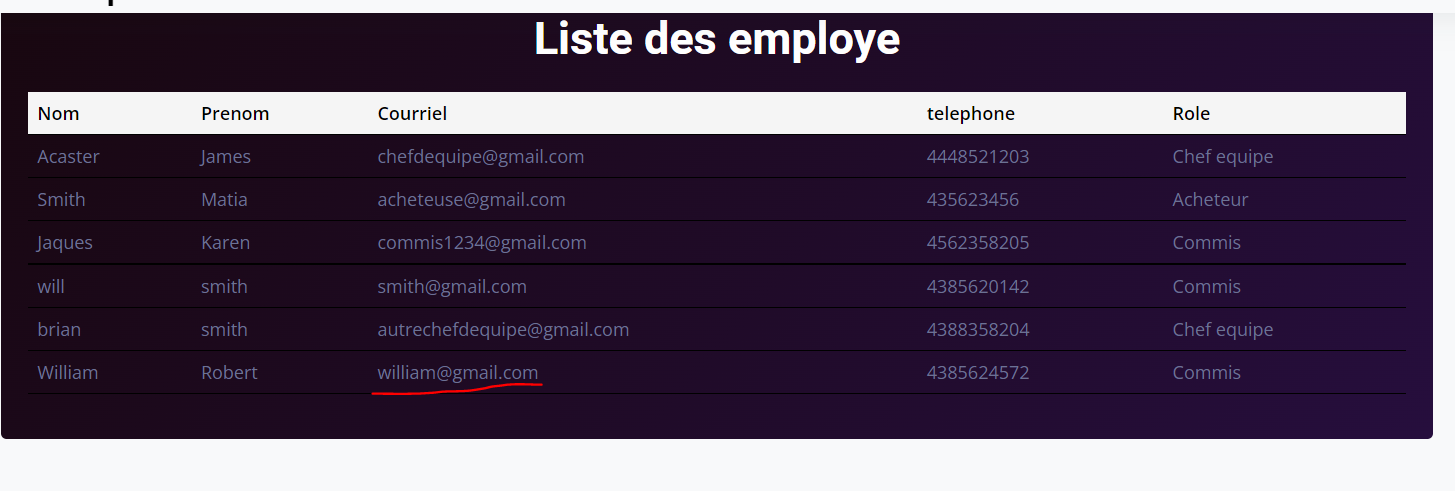 Liste des employe
Nom Prenom Courriel telephone Role
Acaster James chefdequipe@gmail.com 4448521203 Chef equipe
Smith Matia acheteuse@gmail.com 435623456 Acheteur
Jaques Karen commis1234@gmail.com 4562358205 Commis
will smith smith@gmail.com 4385620142 Commis
brian smith autrechefdequipe@gmail.com 4388358204 Chef equipe
William Robert william@gmail.com 4385624572 Commis